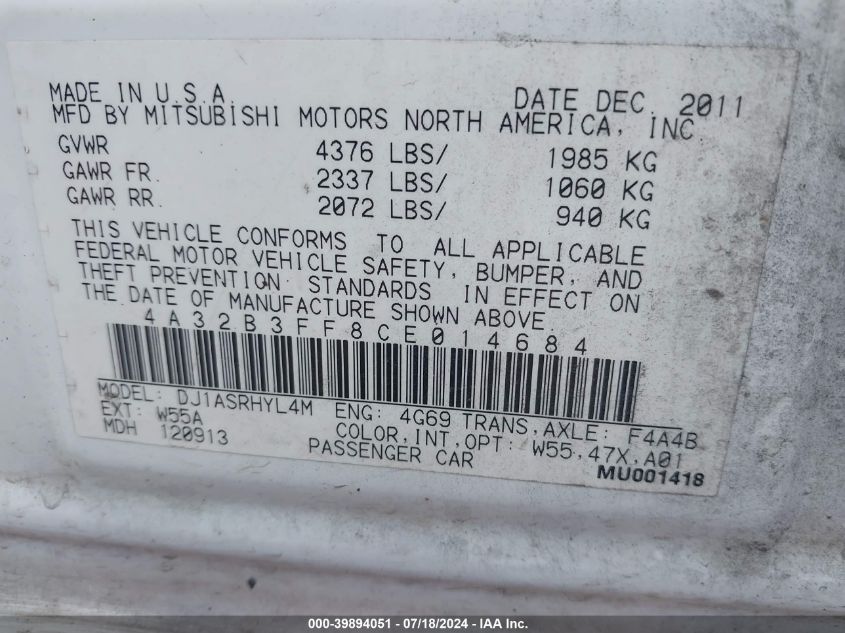 MADE IN U.S.A. DATE DEC. 2011
MFD BY MITSUBISHI MOTORS NORTH AMERICA, INC.
GVWR 4376 LBS/ 1985 KG
GAWR FR. 2337 LBS/ 1060 KG
GAWR RR. 2072 LBS/ 940 KG
THIS VEHICLE CONFORMS TO ALL APPLICABLE
FEDERAL MOTOR VEHICLE SAFETY, BUMPER, AND
THEFT PREVENTION STANDARDS IN EFFECT ON
THE DATE OF MANUFACTURE SHOWN ABOVE.
4A32B3FF8CE014684
MODEL: DJ1ASRHYL4M ENG: 4G69 TRANS,AXLE: F4A4B
EXT: W55A COLOR,INT,OPT: W55,47X,A01
MDH 120913 PASSENGER CAR
MU001418
000-39894051 - 07/18/2024 - IAA Inc.